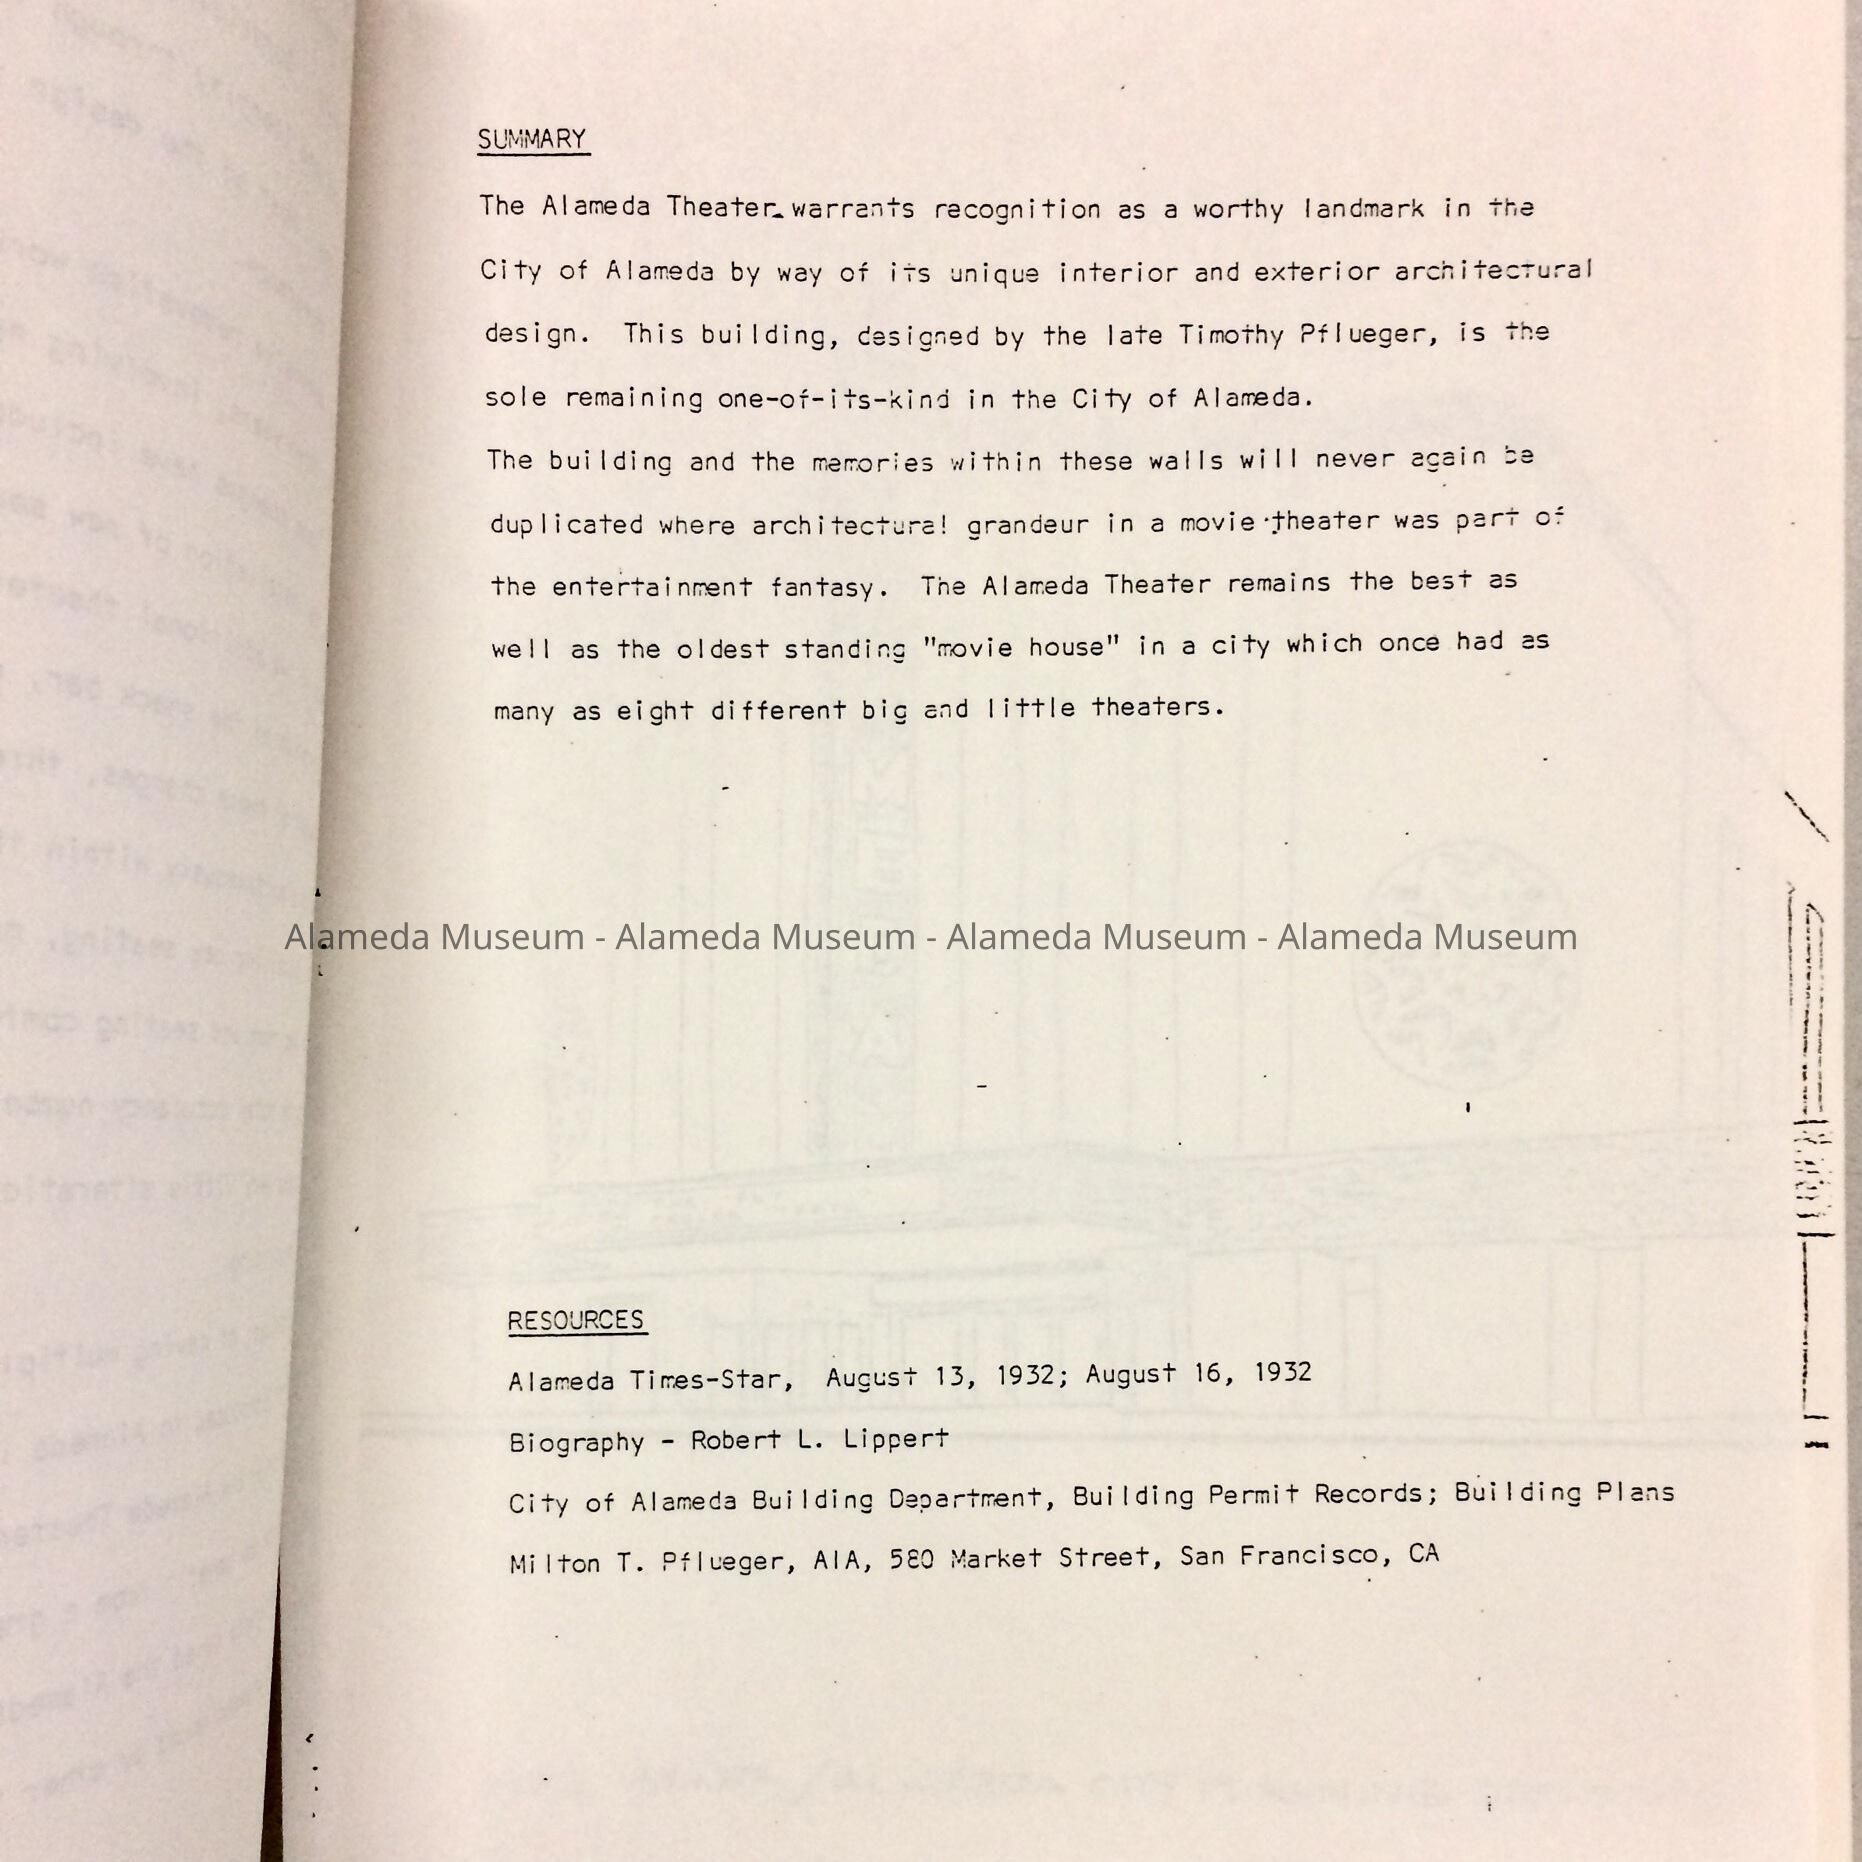 SUMMARY
The Alameda Theater warrants recognition as a worthy landmark in the
City of Alameda by way of its unique interior and exterior architectural
design. This building, designed by the late Timothy Pflueger, is the
sole remaining one-of-its-kind in the City of Alameda.
The building and the memories within these walls will never again be
duplicated where architectural grandeur in a movie theater was part of
the entertainment fantasy. The Alameda Theater remains the best as
well as the oldest standing "movie house" in a city which once had as
many as eight different big and little theaters.
Alameda Museum - Alameda Museum - Alameda Museum - Alameda Museum
RESOURCES
Alameda Times-Star, August 13, 1932; August 16, 1932
Biography - Robert L. Lippert
City of Alameda Building Department, Building Permit Records; Building Plans
Milton T. Pflueger, AIA, 580 Market Street, San Francisco, CA